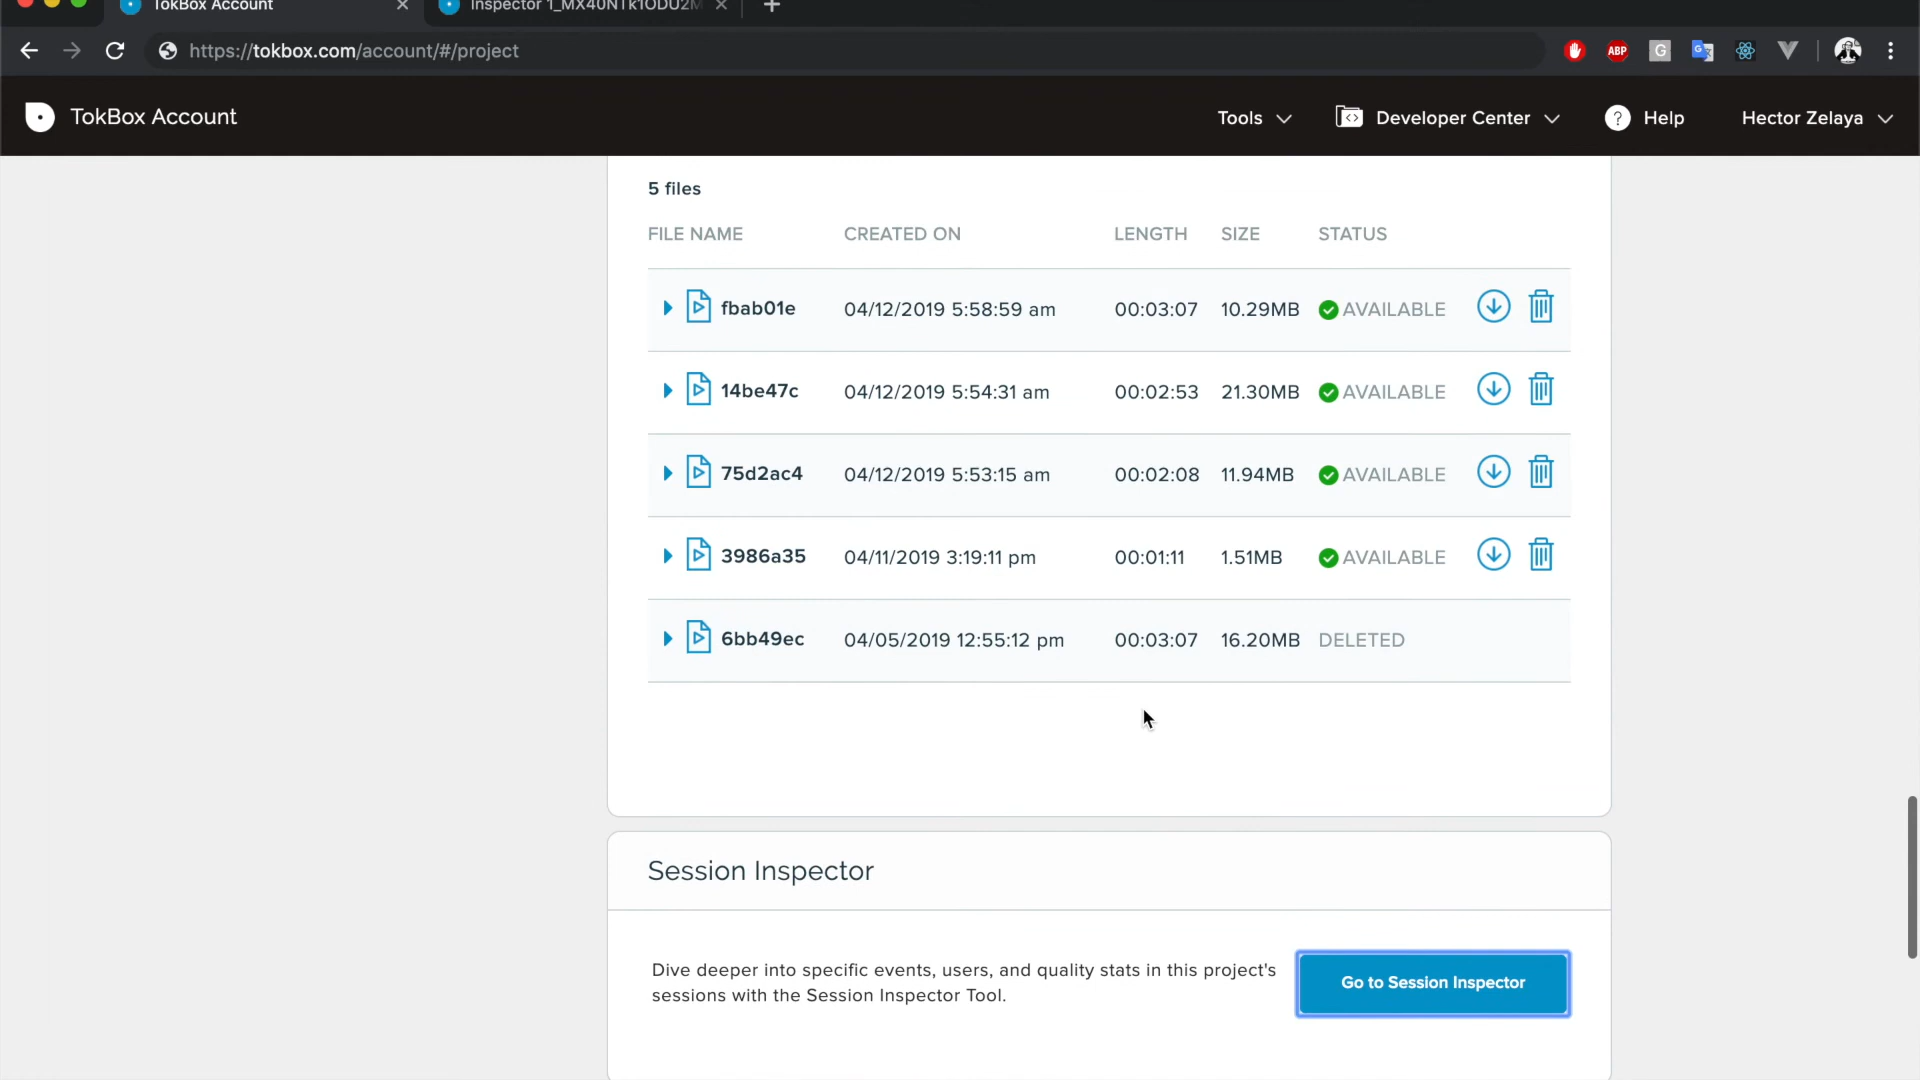 TokBox Account
Inspector 1_MX40NTk1ODU2M
https://tokbox.com/account/#/project
ABP
G
TokBox Account
Tools
Developer Center
? Help
Hector Zelaya
5 files
FILE NAME CREATED ON LENGTH SIZE STATUS
fbab01e 04/12/2019 5:58:59 am 00:03:07 10.29MB AVAILABLE
14be47c 04/12/2019 5:54:31 am 00:02:53 21.30MB AVAILABLE
75d2ac4 04/12/2019 5:53:15 am 00:02:08 11.94MB AVAILABLE
3986a35 04/11/2019 3:19:11 pm 00:01:11 1.51MB AVAILABLE
6bb49ec 04/05/2019 12:55:12 pm 00:03:07 16.20MB DELETED
Session Inspector
Dive deeper into specific events, users, and quality stats in this project's
sessions with the Session Inspector Tool.
Go to Session Inspector